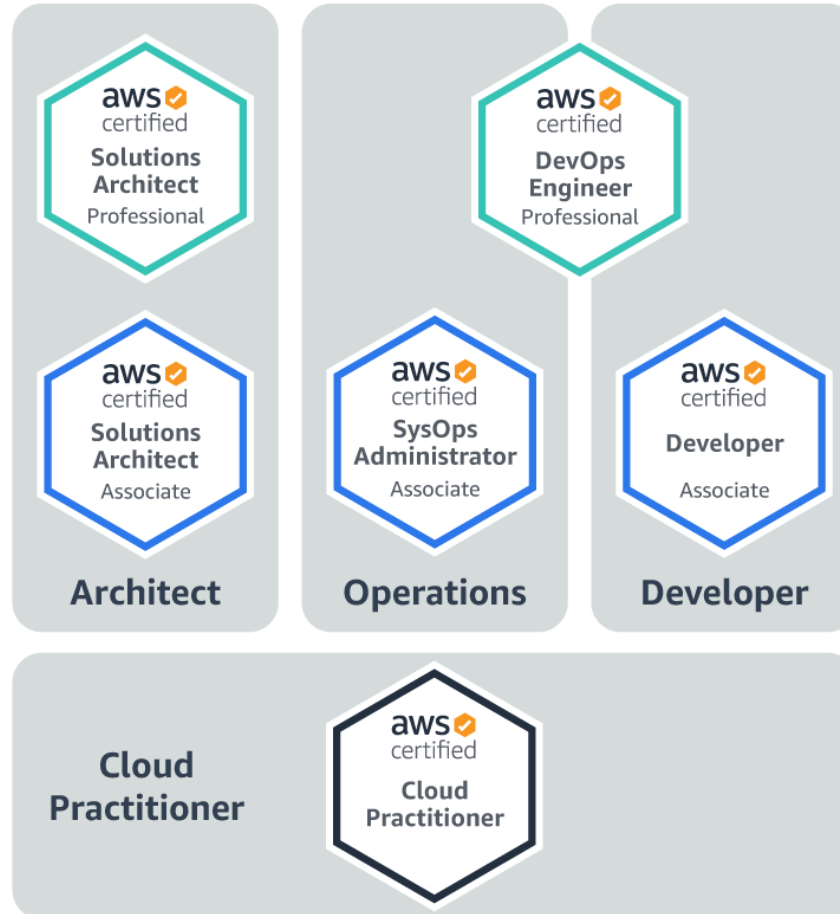 aws
certified
Solutions
Architect
Professional
aws
certified
DevOps
Engineer
Professional
aws
certified
Solutions
Architect
Associate
aws
certified
SysOps
Administrator
Associate
aws
certified
Developer
Associate
Architect
Operations
Developer
Cloud
Practitioner
aws
certified
Cloud
Practitioner